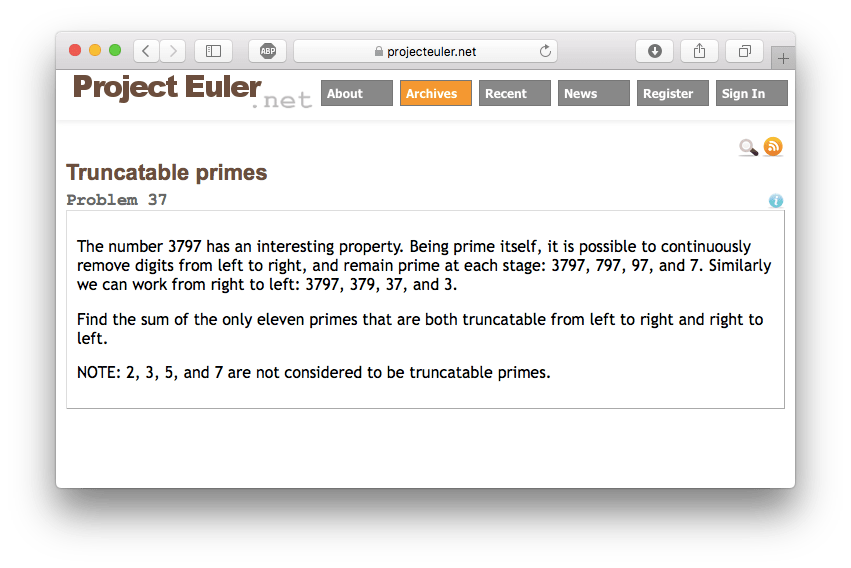 ABP
projecteuler.net
Project Euler
.net
About
Archives
Recent
News
Register
Sign In
Truncatable primes
Problem 37
i
The number 3797 has an interesting property. Being prime itself, it is possible to continuously
remove digits from left to right, and remain prime at each stage: 3797, 797, 97, and 7. Similarly
we can work from right to left: 3797, 379, 37, and 3.
Find the sum of the only eleven primes that are both truncatable from left to right and right to
left.
NOTE: 2, 3, 5, and 7 are not considered to be truncatable primes.